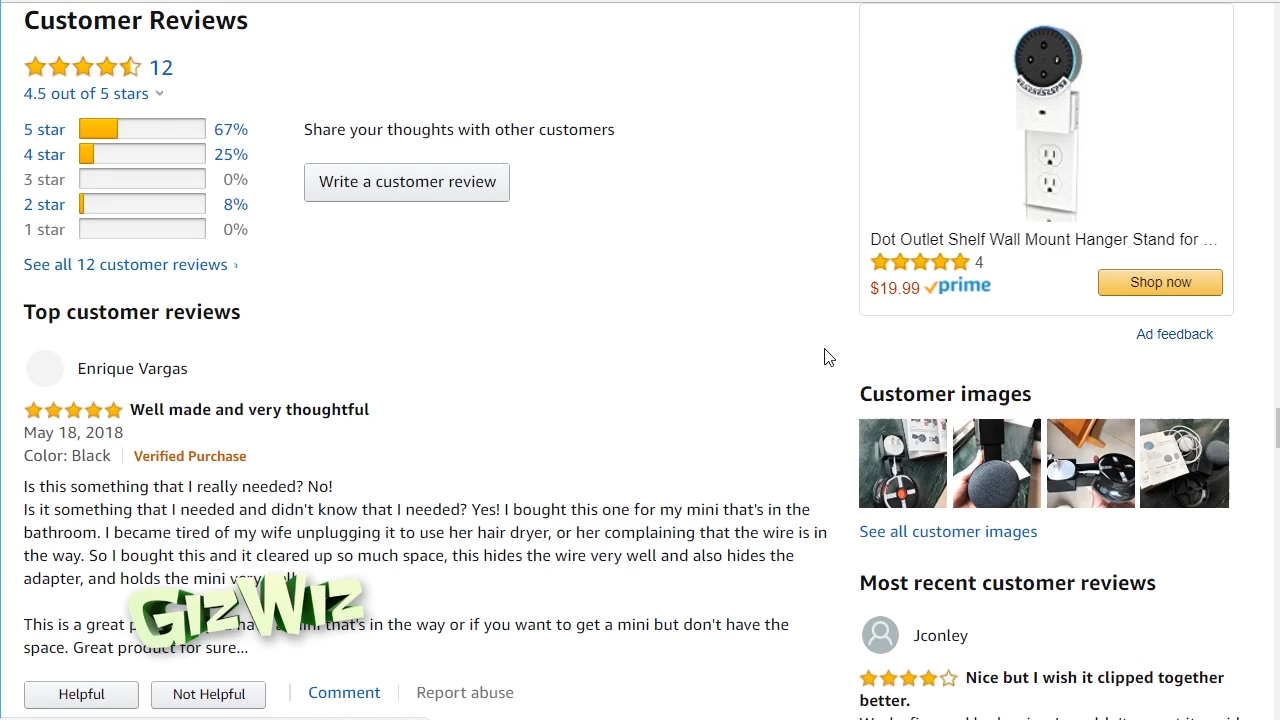 Customer Reviews
12
4.5 out of 5 stars
5 star 67%
4 star 25%
3 star 0%
2 star 8%
1 star 0%
See all 12 customer reviews
Share your thoughts with other customers
Write a customer review
Top customer reviews
Enrique Vargas
Well made and very thoughtful
May 18, 2018
Color: Black Verified Purchase
Is this something that I really needed? No!
Is it something that I needed and didn't know that I needed? Yes! I bought this one for my mini that's in the
bathroom. I became tired of my wife unplugging it to use her hair dryer, or her complaining that the wire is in
the way. So I bought this and it cleared up so much space, this hides the wire very well and also hides the
adapter, and holds the mini very
This is a great that's in the way or if you want to get a mini but don't have the
space. Great product for sure...
GizWiz
Helpful
Not Helpful
Comment
Report abuse
Dot Outlet Shelf Wall Mount Hanger Stand for ...
4
$19.99 prime
Shop now
Ad feedback
Customer images
See all customer images
Most recent customer reviews
Jconley
Nice but I wish it clipped together
better.